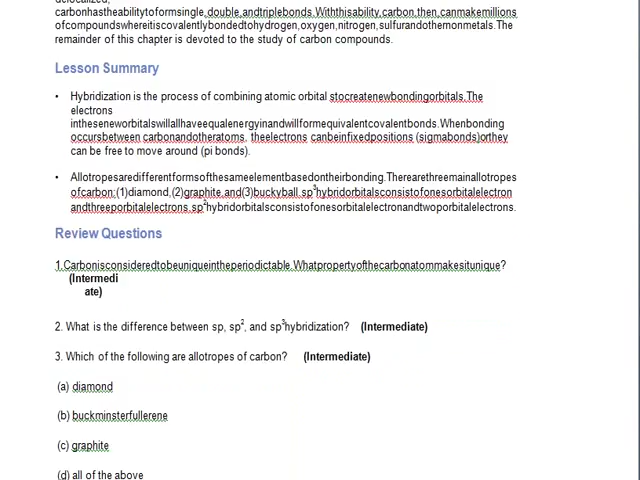 delocalized,
carbonhastheabilitytoformsingle,double,andtriplebonds.Withthisability,carbon,then,canmakemillions
ofcompoundswhereitiscovalentlybondedtohydrogen,oxygen,nitrogen,sulfurandothernonmetals.The
remainder of this chapter is devoted to the study of carbon compounds.
Lesson Summary
• Hybridization is the process of combining atomic orbital stocreatenewbondingorbitals.The
electrons
intheseneworbitalswillallhaveequalenergyinandwillformequivalentcovalentbonds.Whenbonding
occursbetween carbonandotheratoms, theelectrons canbeinfixedpositions (sigmabonds)orthey
can be free to move around (pi bonds).
• Allotropesaredifferentformsofthesameelementbasedontheirbonding.Therearethreemainallotropes
ofcarbon:(1)diamond,(2)graphite,and(3)buckyball.sp³hybridorbitalsconsistofonesorbitalelectron
andthreeporbitalelectrons.sp²hybridorbitalsconsistofonesorbitalelectronandtwoporbitalelectrons.
Review Questions
1.Carbonisconsideredtobeuniqueintheperiodictable.Whatpropertyofthecarbonatommakesitunique?
(Intermedi
ate)
2. What is the difference between sp, sp², and sp³hybridization? (Intermediate)
3. Which of the following are allotropes of carbon? (Intermediate)
(a) diamond
(b) buckminsterfullerene
(c) graphite
(d) all of the above